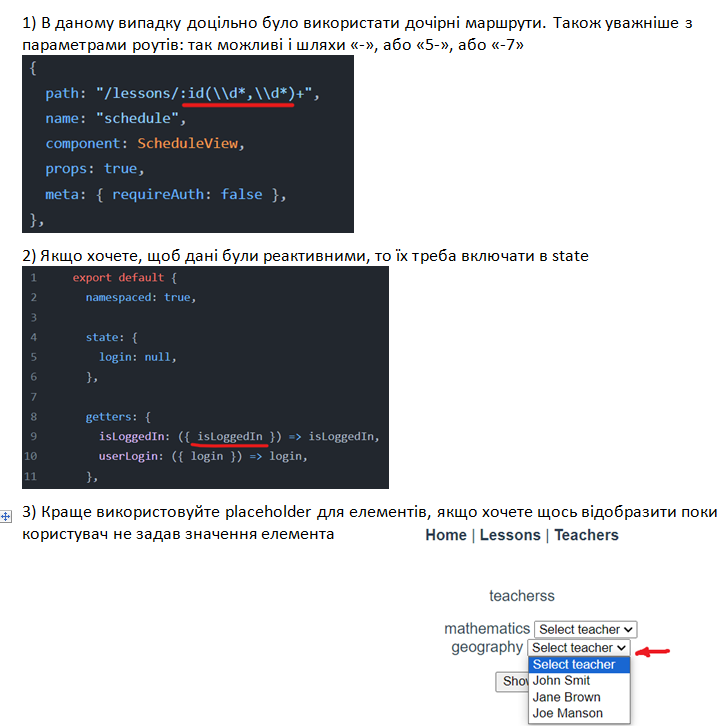 1) В даному випадку доцільно було використати дочірні маршрути. Також уважніше з
параметрами роутів: так можливі і шляхи «-», або «5-», або «-7»
{
path: "/lessons/:id(\\d*,\\d*)+",
name: "schedule",
component: ScheduleView,
props: true,
meta: { requireAuth: false },
},
2) Якщо хочете, щоб дані були реактивними, то їх треба включати в state
1 export default {
2 namespaced: true,
3
4 state: {
5 login: null,
6 },
7
8 getters: {
9 isLoggedIn: ({ isLoggedIn }) => isLoggedIn,
10 userLogin: ({ login }) => login,
11 },
3) Краще використовуйте placeholder для елементів, якщо хочете щось відобразити поки
користувач не задав значення елемента
Home | Lessons | Teachers
teacherss
mathematics Select teacher
geography Select teacher
Select teacher
Sho John Smit
Jane Brown
Joe Manson